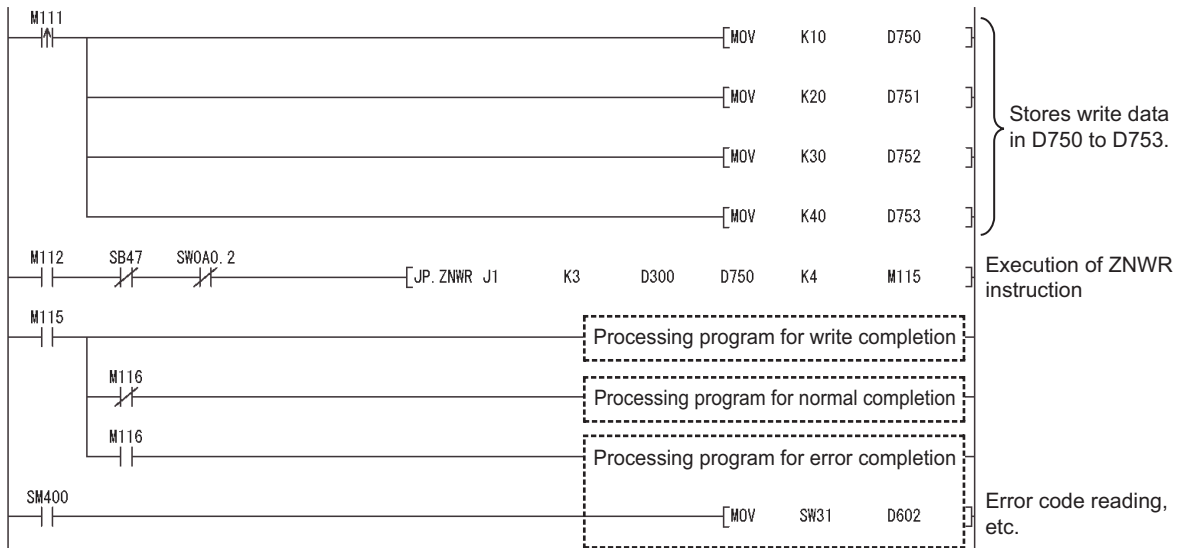 M111
[MOV K10 D750 ]
[MOV K20 D751 ]
[MOV K30 D752 ]
[MOV K40 D753 ]
Stores write data
in D750 to D753.
M112 SB47 SW0A0.2
[JP.ZNWR J1 K3 D300 D750 K4 M115 ]
Execution of ZNWR
instruction
M115
Processing program for write completion
M116
Processing program for normal completion
M116
Processing program for error completion
SM400
[MOV SW31 D602 ]
Error code reading,
etc.